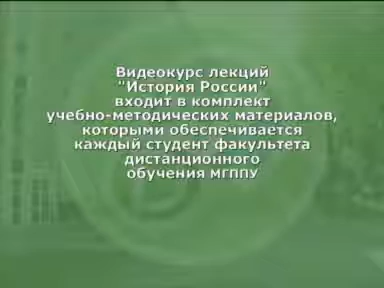 Видеокурс лекций
"История России"
входит в комплект
учебно-методических материалов,
которыми обеспечивается
каждый студент факультета
дистанционного
обучения МГППУ